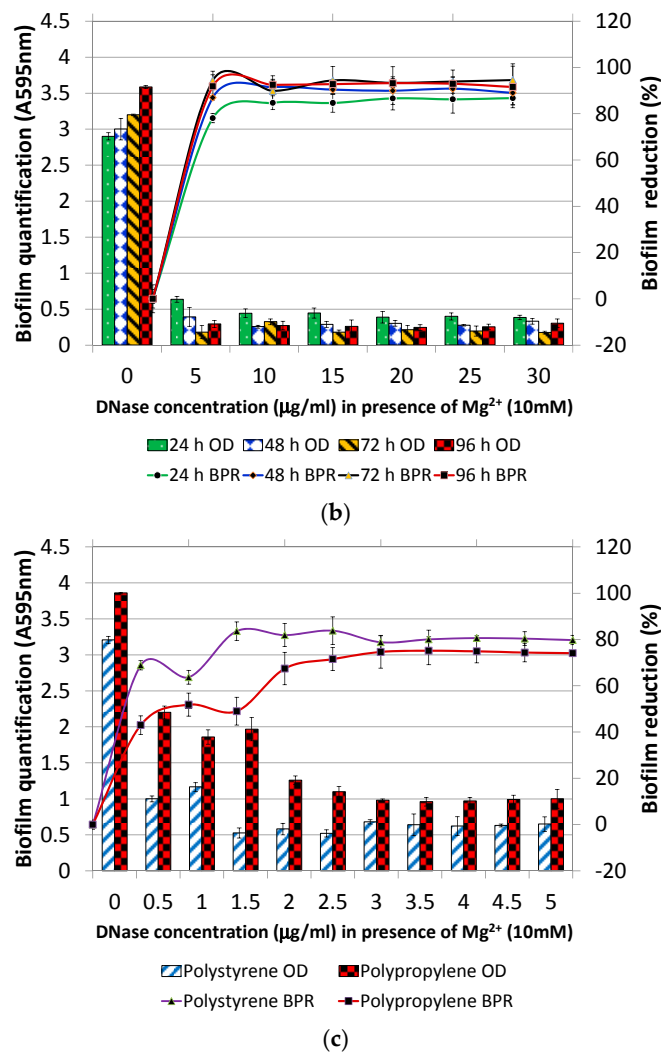 4.5
4
3.5
3
2.5
2
1.5
1
0.5
0
Biofilm quantification (A595nm)
120
100
80
60
40
20
0
-20
Biofilm reduction (%)
0 5 10 15 20 25 30
DNase concentration (μg/ml) in presence of Mg²⁺ (10mM)
24 h OD 48 h OD 72 h OD 96 h OD
24 h BPR 48 h BPR 72 h BPR 96 h BPR
(b)
4.5
4
3.5
3
2.5
2
1.5
1
0.5
0
Biofilm quantification (A595nm)
120
100
80
60
40
20
0
-20
Biofilm reduction (%)
0 0.5 1 1.5 2 2.5 3 3.5 4 4.5 5
DNase concentration (μg/ml) in presence of Mg²⁺ (10mM)
Polystyrene OD Polypropylene OD
Polystyrene BPR Polypropylene BPR
(c)